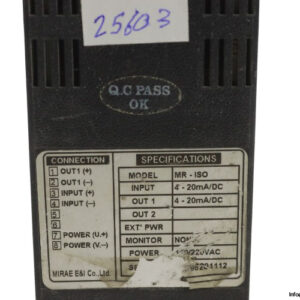 25603
Q.C PASS
OK
CONNECTION
1 OUT1 (+)
2 OUT1 (–)
3 INPUT (+)
4 INPUT (–)
5
6
7 POWER (U.+)
8 POWER (V.–)
MIRAE E&I Co.,Ltd.
SPECIFICATIONS
MODEL MR - ISO
INPUT 4 - 20mA/DC
OUT 1 4 - 20mA/DC
OUT 2
EXT' PWR
MONITOR
POWER